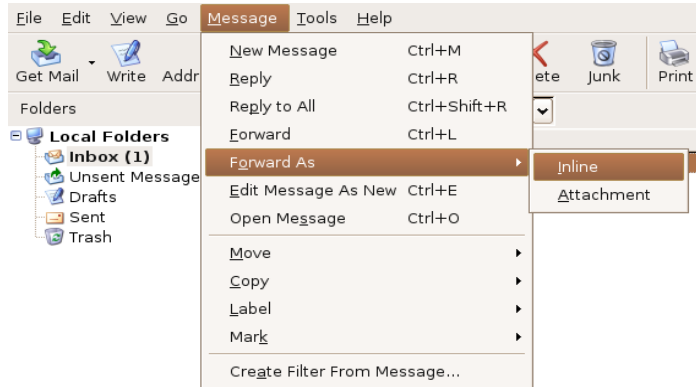 File Edit View Go Message Tools Help
Get Mail Write Addr ete Junk Print
Folders
Local Folders
Inbox (1)
Unsent Message
Drafts
Sent
Trash
New Message Ctrl+M
Reply Ctrl+R
Reply to All Ctrl+Shift+R
Forward Ctrl+L
Forward As
Edit Message As New Ctrl+E
Open Message Ctrl+O
Move
Copy
Label
Mark
Create Filter From Message...
Inline
Attachment